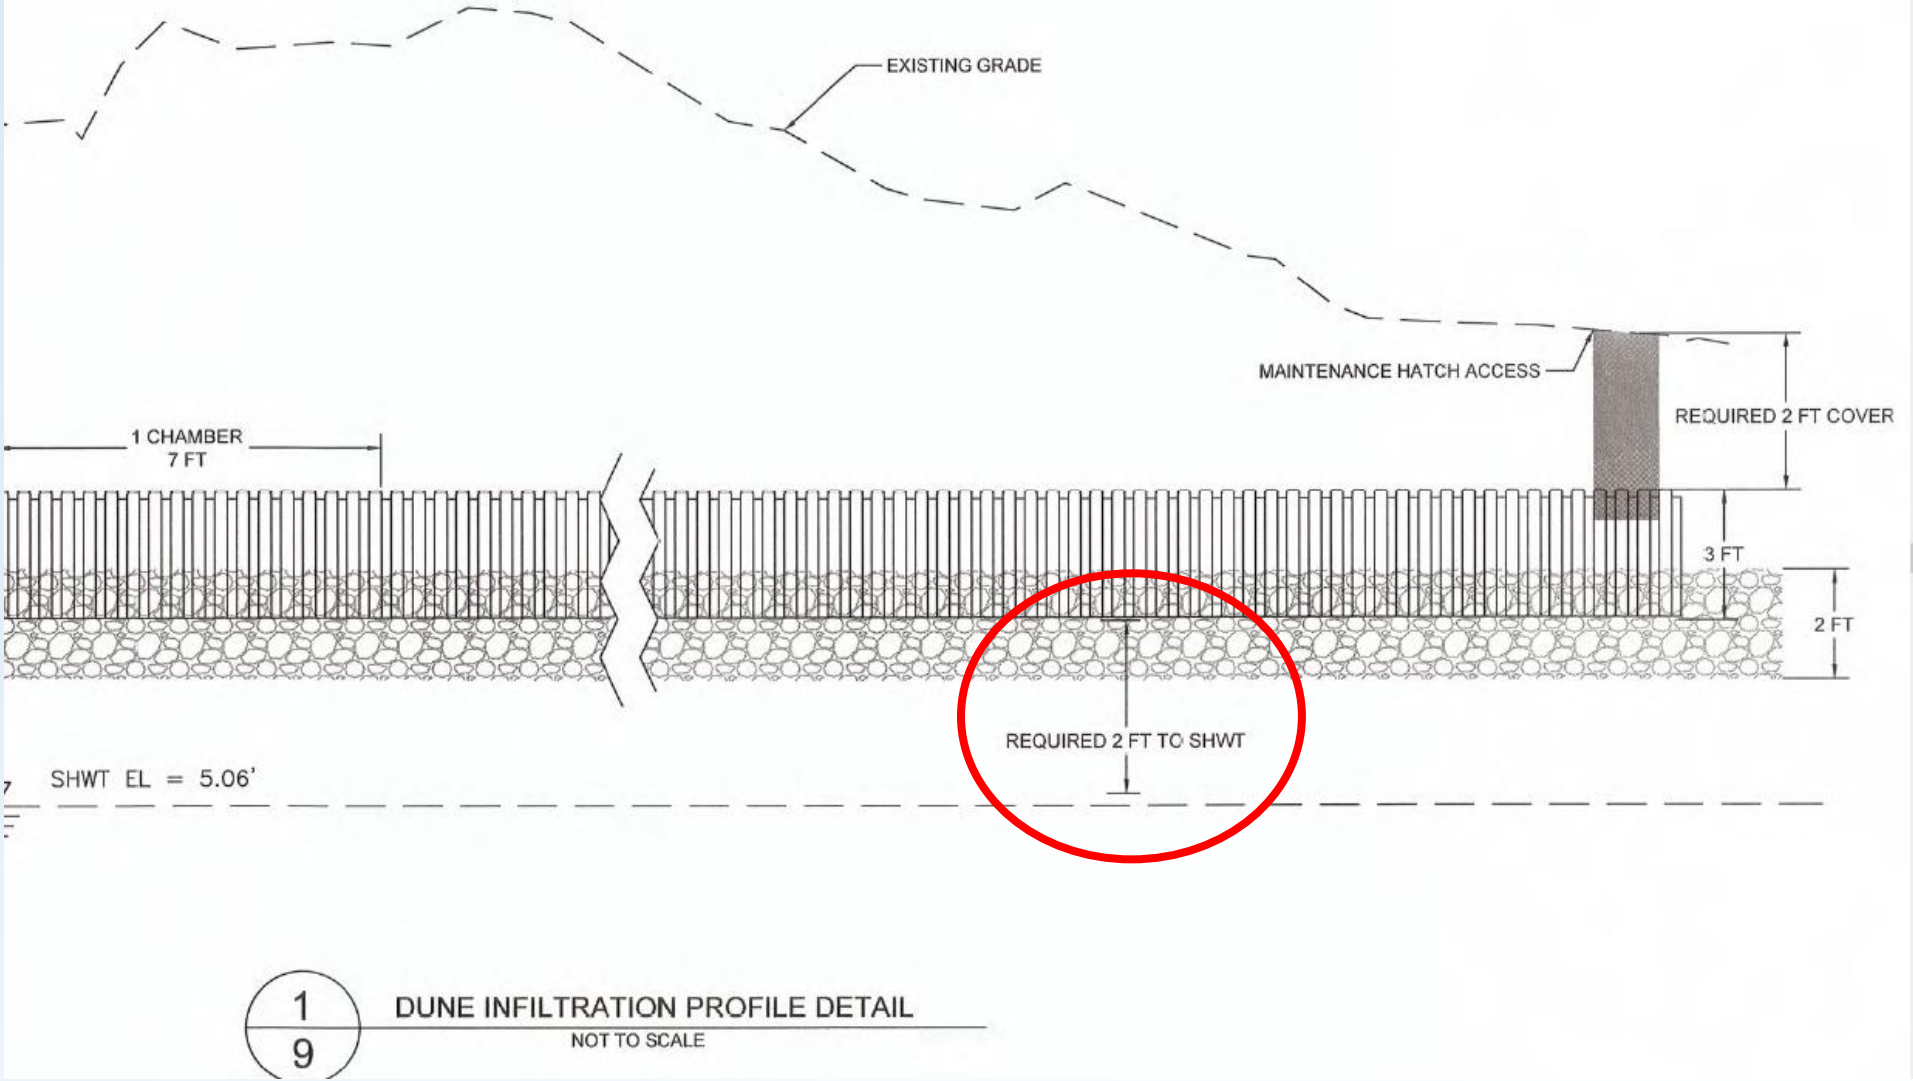 EXISTING GRADE
MAINTENANCE HATCH ACCESS
REQUIRED 2 FT COVER
1 CHAMBER
7 FT
3 FT
2 FT
REQUIRED 2 FT TO SHWT
SHWT EL = 5.06'
1
9
DUNE INFILTRATION PROFILE DETAIL
NOT TO SCALE